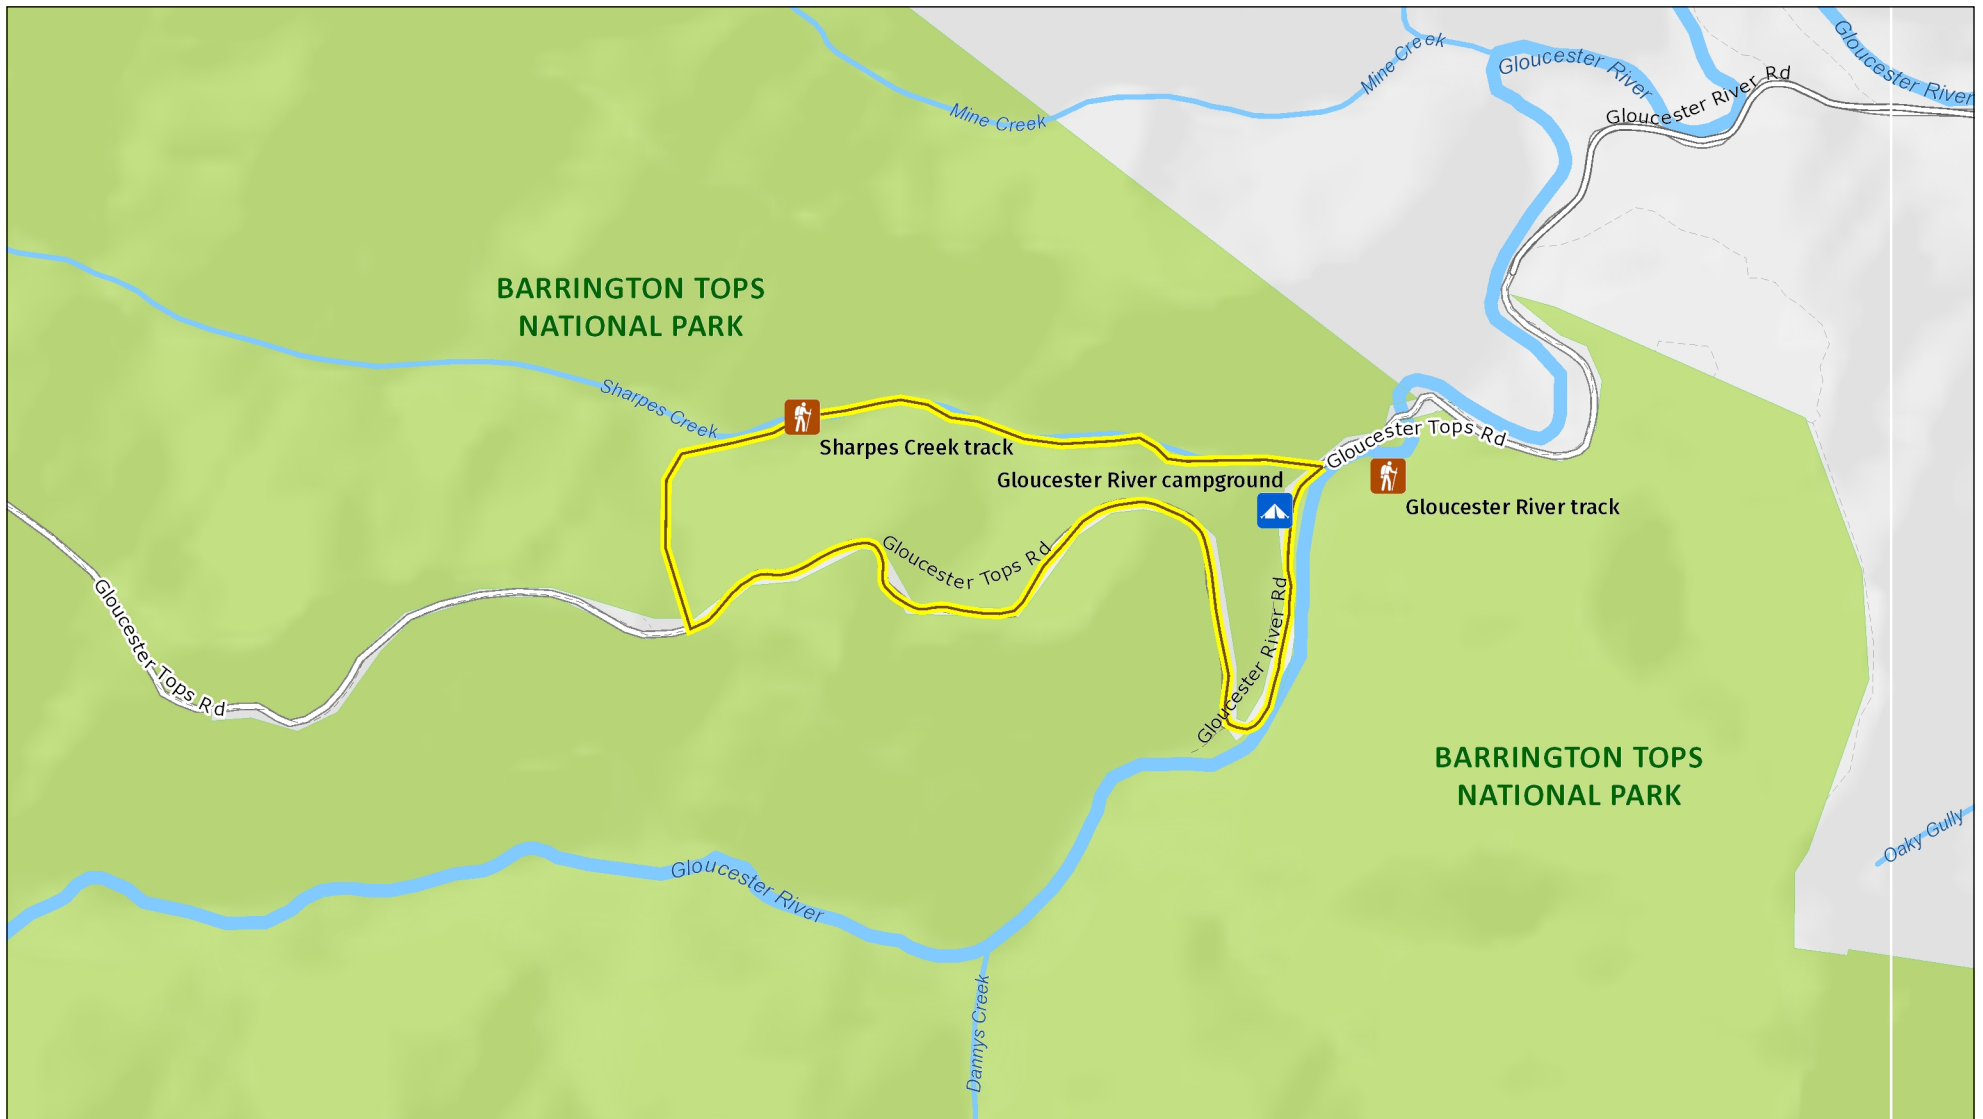 Gloucester River
Mine Creek
Gloucester River
Gloucester River Rd
Mine Creek
BARRINGTON TOPS
NATIONAL PARK
Sharpes Creek
Sharpes Creek track
Gloucester Tops Rd
Gloucester River campground
Gloucester River track
Gloucester Tops Rd
Gloucester Tops Rd
Gloucester River Rd
BARRINGTON TOPS
NATIONAL PARK
Oaky Gully
Gloucester River
Dannys Creek